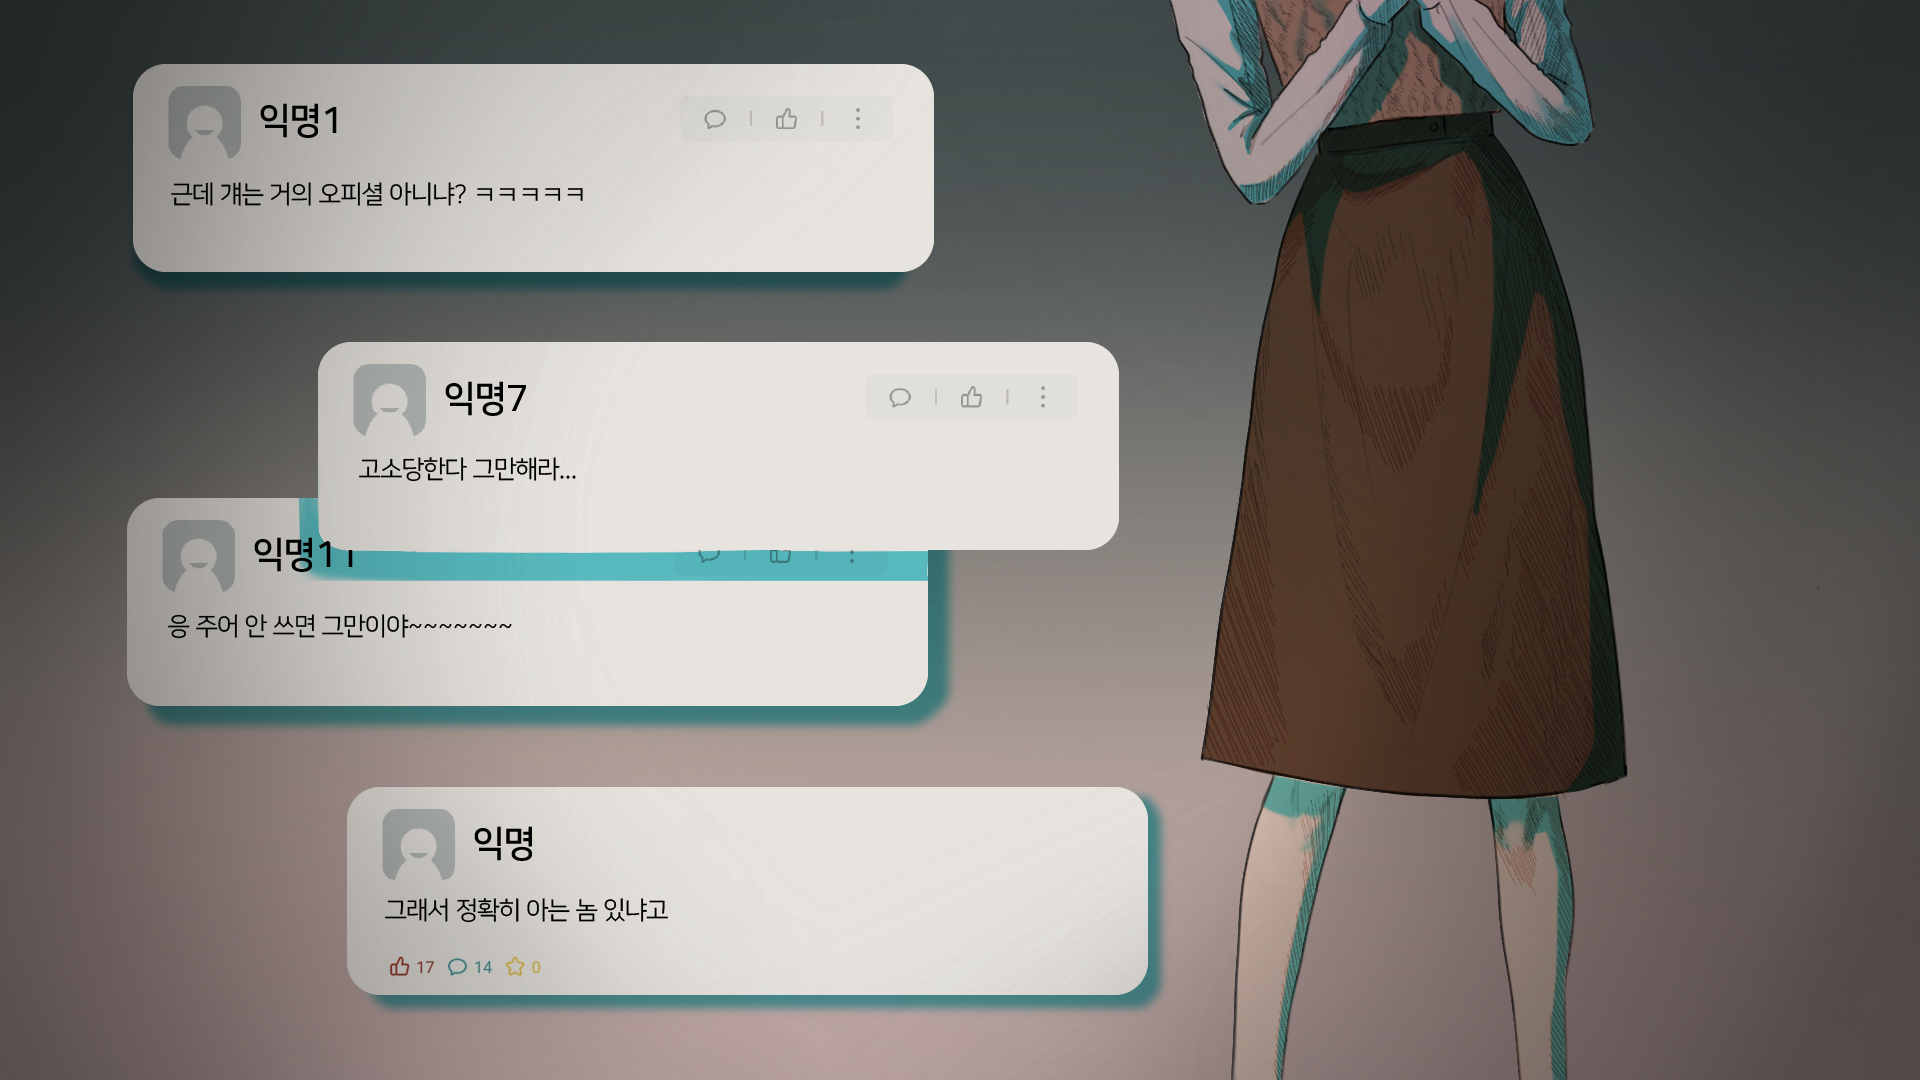 익명1
근데 걔는 거의 오피셜 아니냐? ㅋㅋㅋㅋㅋ
익명7
고소당한다 그만해라...
익명11
응 주어 안 쓰면 그만이야~~~~~~~
익명
그래서 정확히 아는 놈 있냐고
17 14 0